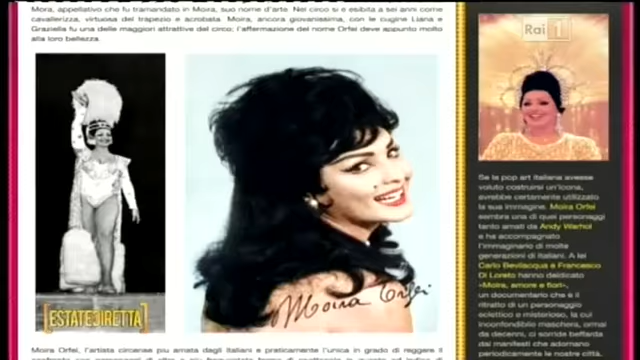 Mora, appellativo che fu tramandato in Moira, suo nome d'arte. Nel circo si è esibita a sei anni come
cavallerizza, virtuosa del trapezio e acrobata. Moira, ancora giovanissima, con le cugine Liana e
Graziella fu una delle maggiori attrattive del circo; l'affermazione del nome Orfei deve appunto molto
alla loro bellezza.
Rai 1
Moira Orfei
ESTATEINDIRETTA
Se la pop art italiana avesse
voluto costruirsi un'icona,
avrebbe certamente utilizzato
la sua immagine. Moira Orfei
sembra una di quei personaggi
tanto amati da Andy Warhol
e ha accompagnato
l'immaginario di molte
generazioni di italiani. A lei
Carlo Bevilacqua e Francesco
Di Loreto hanno dedidicato
«Moira, amore e fiori»,
un documentario che è il
ritratto di un personaggio
eclettico e misterioso, la cui
inconfondibile maschera, ormai
da decenni, ci sorride beffarda
dai manifesti che adornano
periodicamente le nostre città.
Moira Orfei, l'artista circense più amata dagli italiani e praticamente l'unica in grado di reggere il